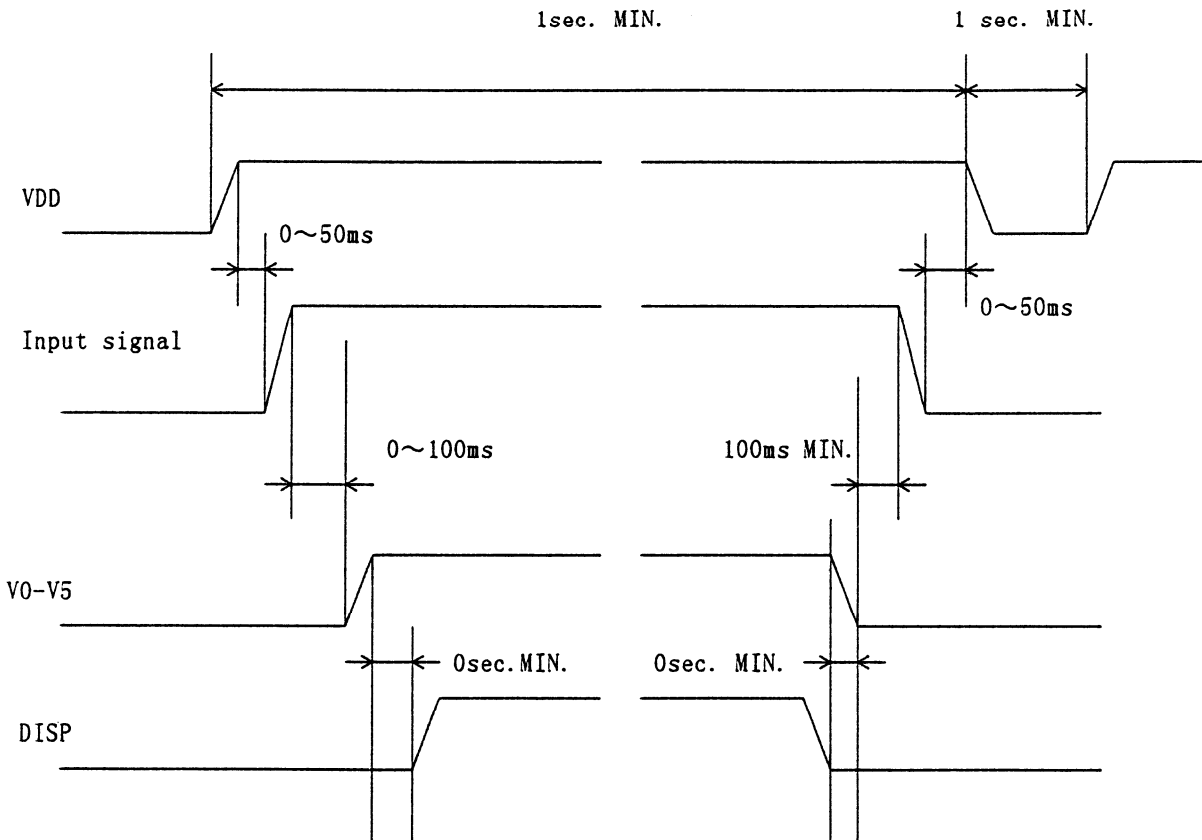 1sec. MIN.
1 sec. MIN.
VDD
0～50ms
0～50ms
Input signal
0～100ms
100ms MIN.
V0-V5
0sec.MIN.
0sec. MIN.
DISP